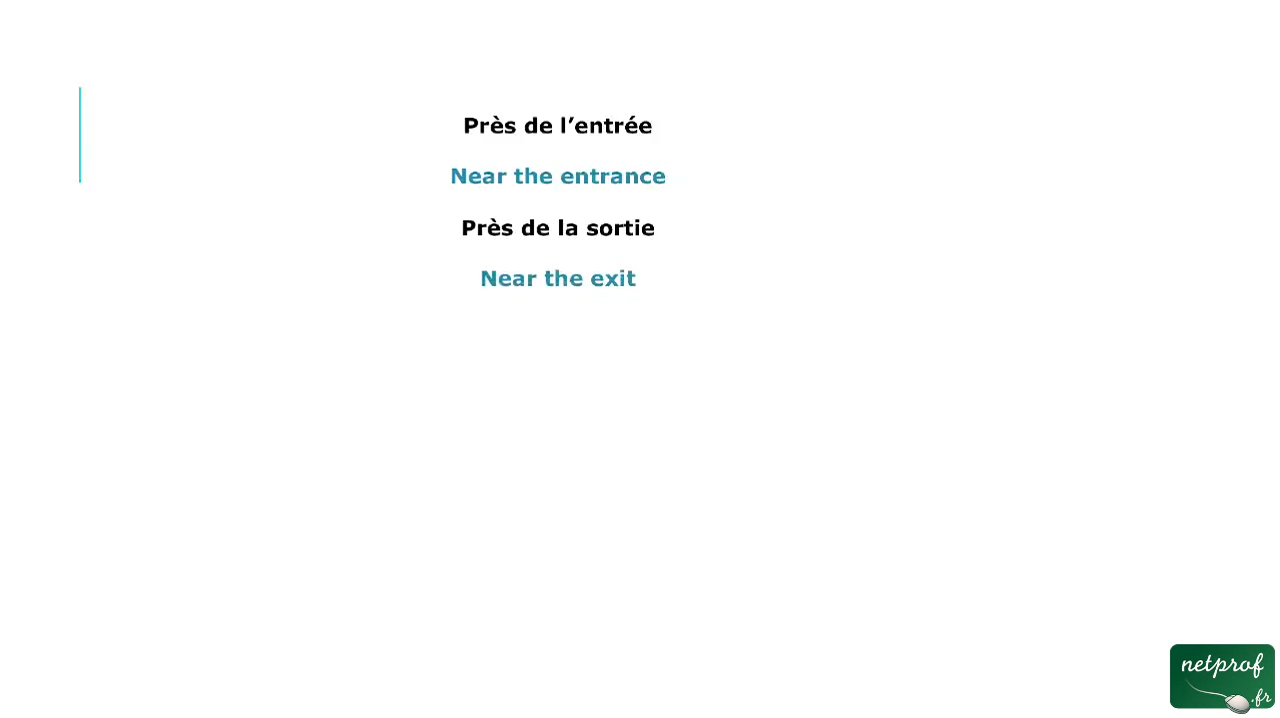 Près de l’entrée
Near the entrance
Près de la sortie
Near the exit
netprof
.fr